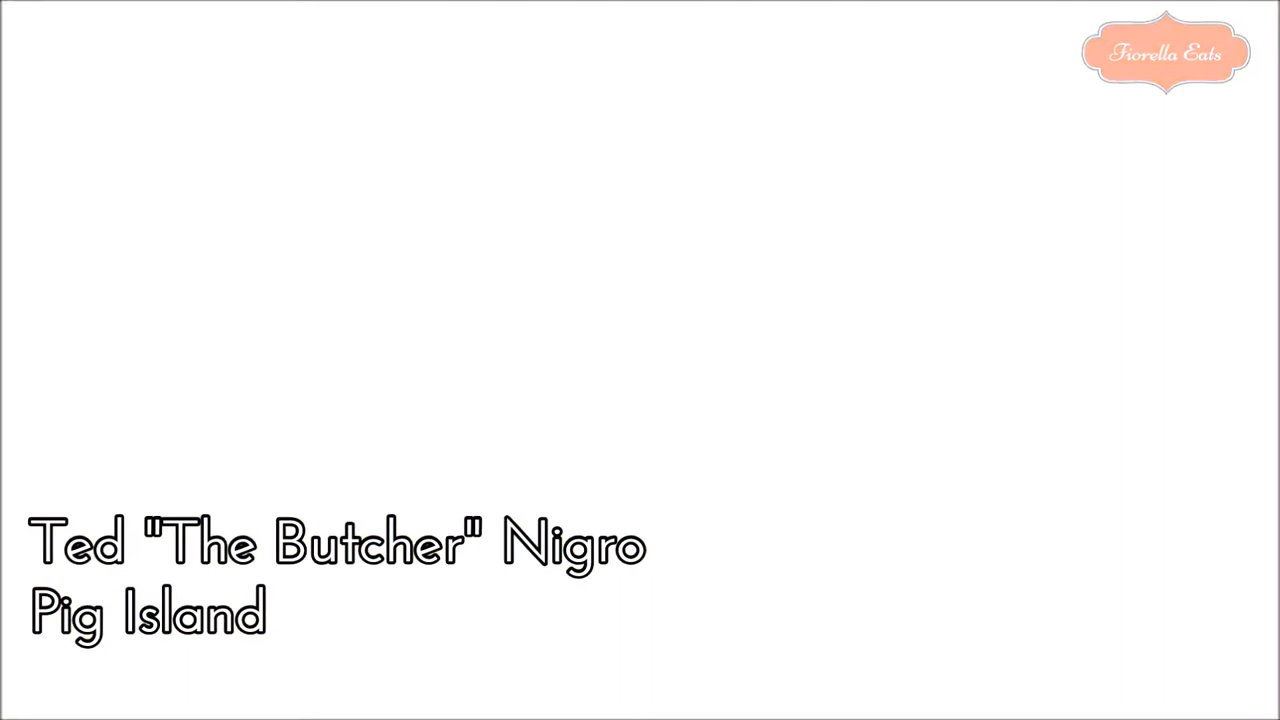 Fiorella Eats
Ted "The Butcher" Nigro
Pig Island